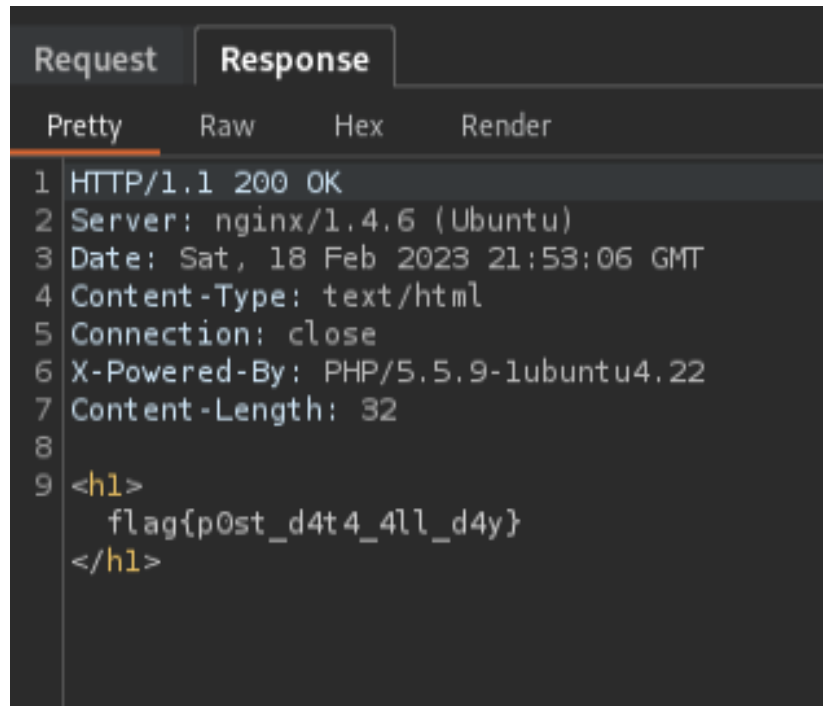 Request Response
Pretty Raw Hex Render
1 HTTP/1.1 200 OK
2 Server: nginx/1.4.6 (Ubuntu)
3 Date: Sat, 18 Feb 2023 21:53:06 GMT
4 Content-Type: text/html
5 Connection: close
6 X-Powered-By: PHP/5.5.9-1ubuntu4.22
7 Content-Length: 32
8
9 <h1>
flag{p0st_d4t4_4ll_d4y}
</h1>